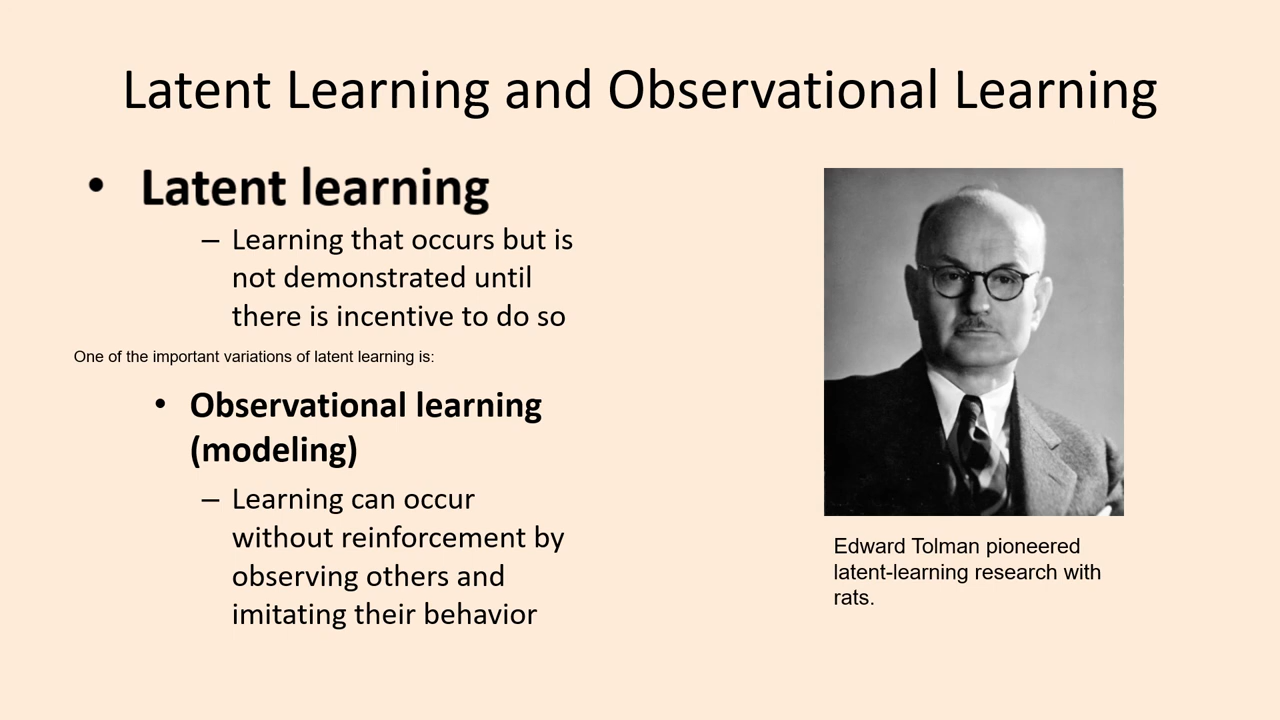 Latent Learning and Observational Learning
• Latent learning
– Learning that occurs but is
not demonstrated until
there is incentive to do so
One of the important variations of latent learning is:
• Observational learning
(modeling)
– Learning can occur
without reinforcement by
observing others and
imitating their behavior
Edward Tolman pioneered
latent-learning research with
rats.